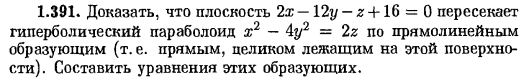 1.391. Доказать, что плоскость 2x−12y−z+16 = 0 пересекает
гиперболический параболоид x² − 4y² = 2z по прямолинейным
образующим (т. е. прямым, целиком лежащим на этой поверхно-
сти). Составить уравнения этих образующих.